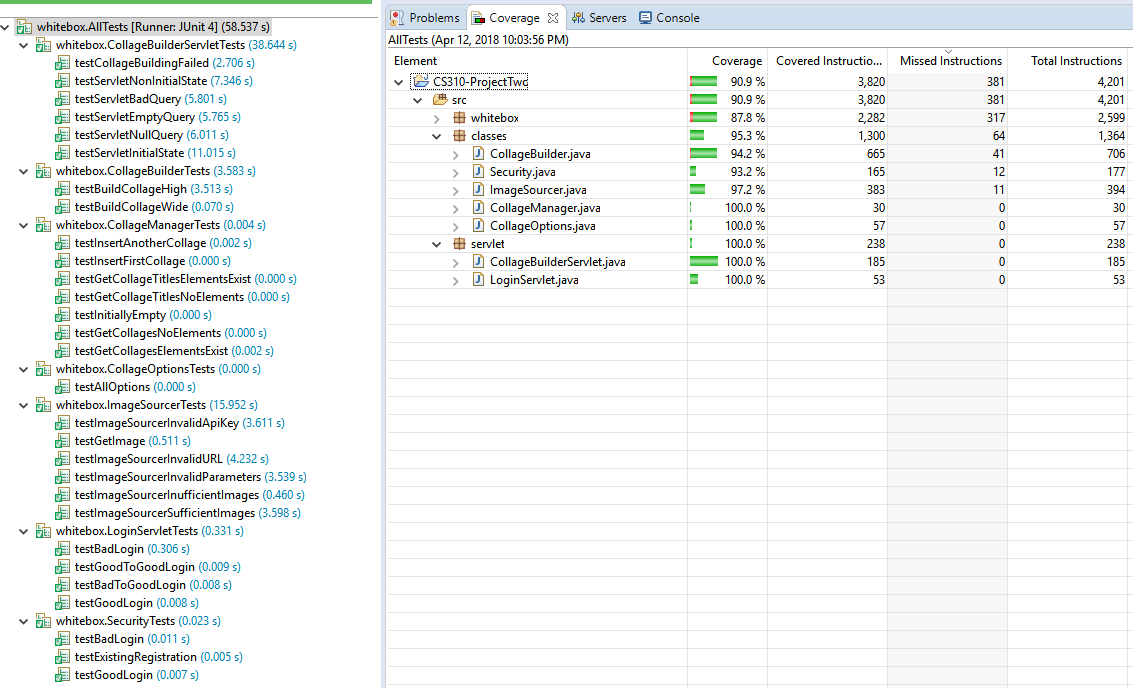 whitebox.AllTests [Runner: JUnit 4] (58.537 s)
whitebox.CollageBuilderServletTests (38.644 s)
testCollageBuildingFailed (2.706 s)
testServletNonInitialState (7.346 s)
testServletBadQuery (5.801 s)
testServletEmptyQuery (5.765 s)
testServletNullQuery (6.011 s)
testServletInitialState (11.015 s)
whitebox.CollageBuilderTests (3.583 s)
testBuildCollageHigh (3.513 s)
testBuildCollageWide (0.070 s)
whitebox.CollageManagerTests (0.004 s)
testInsertAnotherCollage (0.002 s)
testInsertFirstCollage (0.000 s)
testGetCollageTitlesElementsExist (0.000 s)
testGetCollageTitlesNoElements (0.000 s)
testInitiallyEmpty (0.000 s)
testGetCollagesNoElements (0.000 s)
testGetCollagesElementsExist (0.002 s)
whitebox.CollageOptionsTests (0.000 s)
testAllOptions (0.000 s)
whitebox.ImageSourcerTests (15.952 s)
testImageSourcerInvalidApiKey (3.611 s)
testGetImage (0.511 s)
testImageSourcerInvalidURL (4.232 s)
testImageSourcerInvalidParameters (3.539 s)
testImageSourcerInufficientImages (0.460 s)
testImageSourcerSufficientImages (3.598 s)
whitebox.LoginServletTests (0.331 s)
testBadLogin (0.306 s)
testGoodToGoodLogin (0.009 s)
testBadToGoodLogin (0.008 s)
testGoodLogin (0.008 s)
whitebox.SecurityTests (0.023 s)
testBadLogin (0.011 s)
testExistingRegistration (0.005 s)
testGoodLogin (0.007 s)
Problems Coverage Servers Console
AllTests (Apr 12, 2018 10:03:56 PM)
Element Coverage Covered Instructio... Missed Instructions Total Instructions
CS310-ProjectTwo 90.9 % 3,820 381 4,201
src 90.9 % 3,820 381 4,201
whitebox 87.8 % 2,282 317 2,599
classes 95.3 % 1,300 64 1,364
CollageBuilder.java 94.2 % 665 41 706
Security.java 93.2 % 165 12 177
ImageSourcer.java 97.2 % 383 11 394
CollageManager.java 100.0 % 30 0 30
CollageOptions.java 100.0 % 57 0 57
servlet 100.0 % 238 0 238
CollageBuilderServlet.java 100.0 % 185 0 185
LoginServlet.java 100.0 % 53 0 53